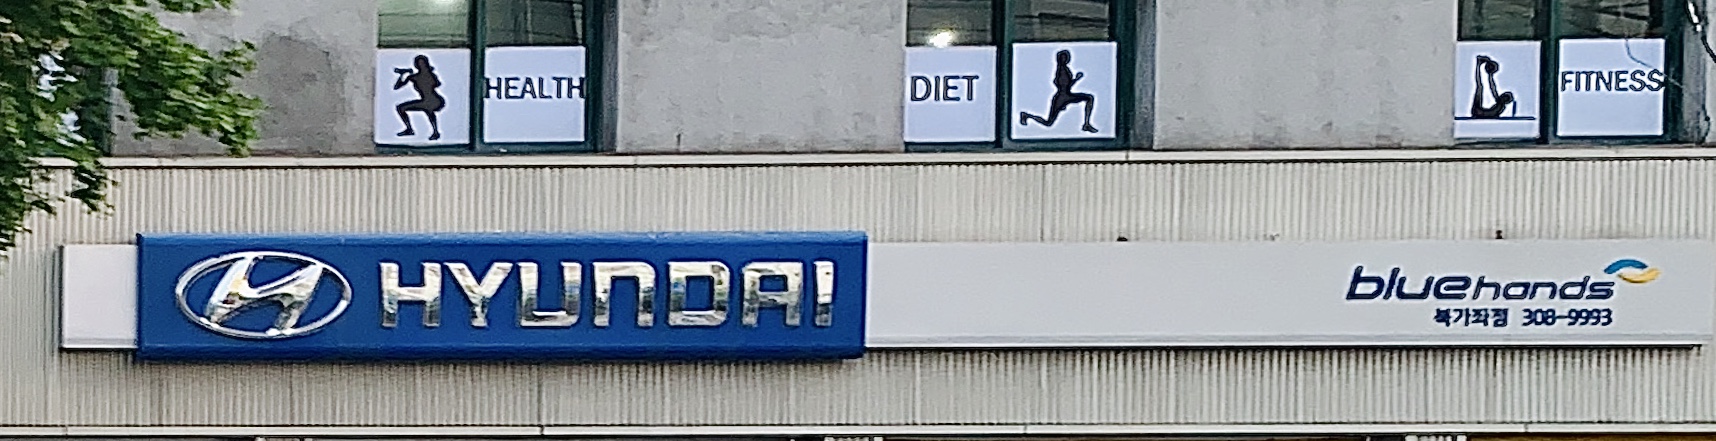 HEALTH
DIET
FITNESS
HYUNDAI
bluehands
북가좌점 308-9993